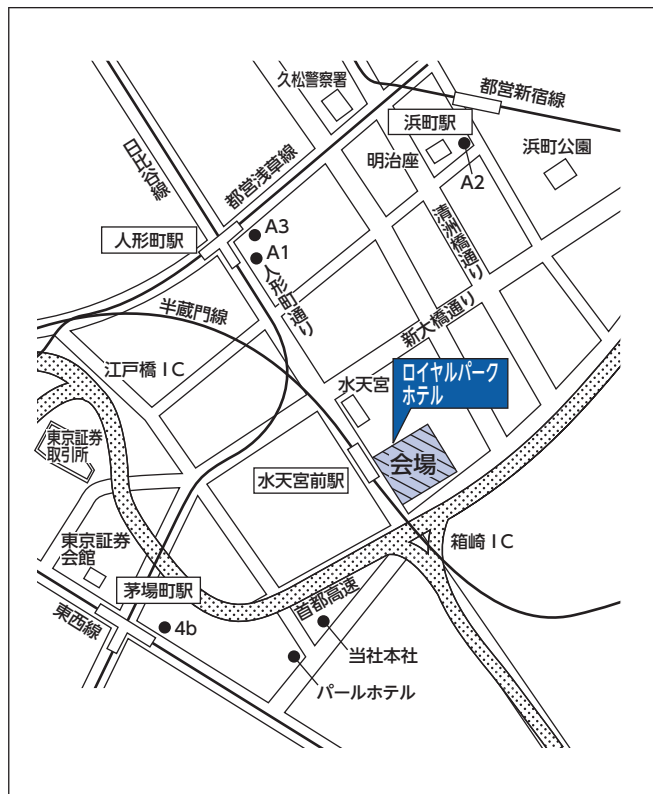 久松警察署
都営新宿線
浜町駅
日比谷線
都営浅草線
明治座
浜町公園
A2
A3
人形町駅
A1
清洲橋通り
人形町通り
半蔵門線
新大橋通り
江戸橋IC
水天宮
ロイヤルパーク
ホテル
東京証券
取引所
会場
水天宮前駅
東京証券
会館
箱崎IC
茅場町駅
首都高速
東西線
4b
当社本社
パールホテル